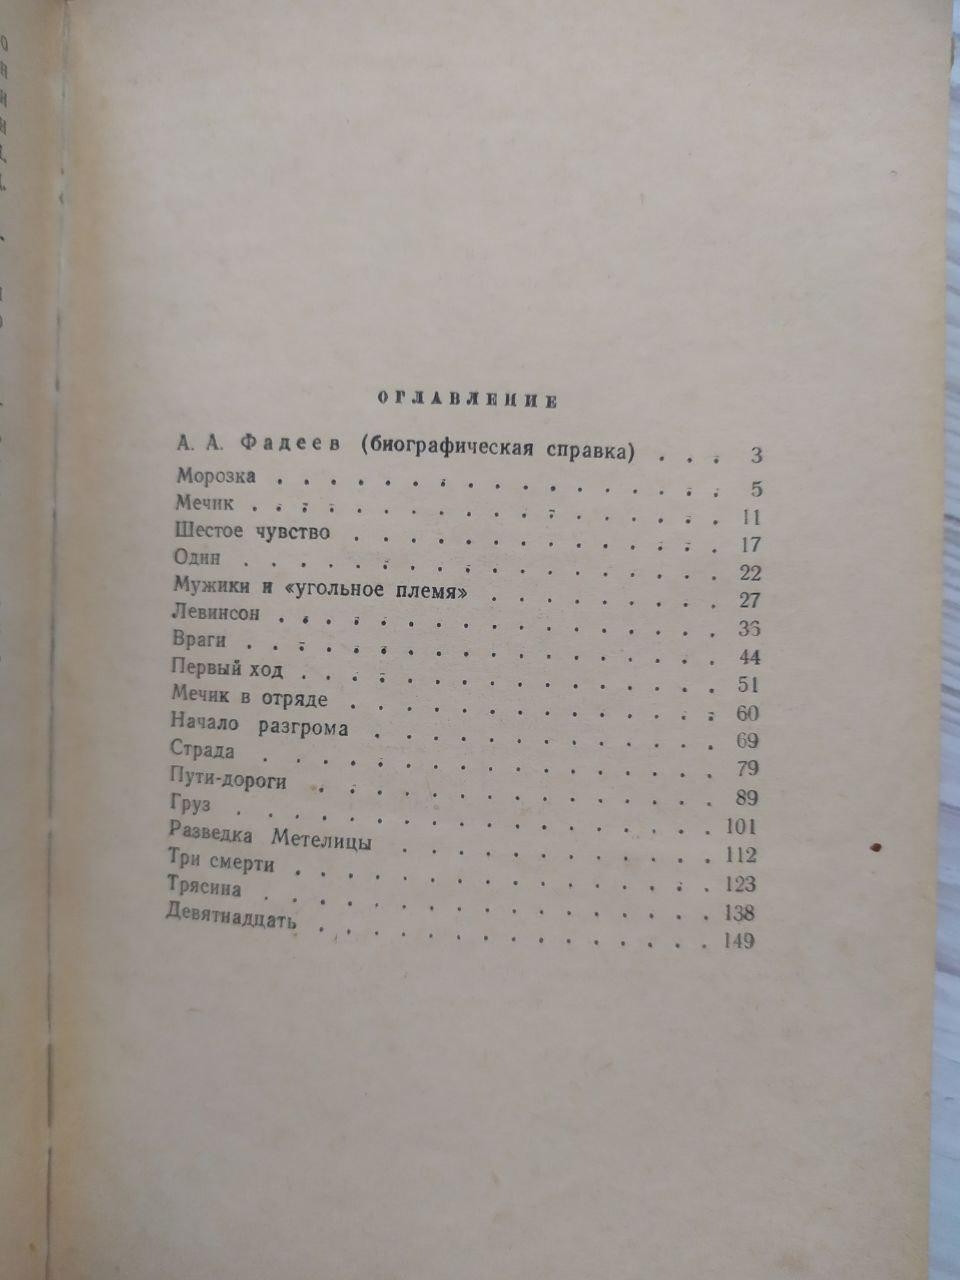 ОГЛАВЛЕНИЕ
А. А. Фадеев (биографическая справка) . . . 3
Морозка . . . . . . . . . . . . . . . . . 5
Мечик . . . . . . . . . . . . . . . . . . 11
Шестое чувство . . . . . . . . . . . . . . 17
Один . . . . . . . . . . . . . . . . . . 22
Мужики и «угольное племя» . . . . . . . . . 27
Левинсон . . . . . . . . . . . . . . . . . 36
Враги . . . . . . . . . . . . . . . . . . 44
Первый ход . . . . . . . . . . . . . . . . 51
Мечик в отряде . . . . . . . . . . . . . . 60
Начало разгрома . . . . . . . . . . . . . 69
Страда . . . . . . . . . . . . . . . . . 79
Пути-дороги . . . . . . . . . . . . . . . 89
Груз . . . . . . . . . . . . . . . . . . 101
Разведка Метелицы . . . . . . . . . . . . 112
Три смерти . . . . . . . . . . . . . . . . 123
Трясина . . . . . . . . . . . . . . . . . 138
Девятнадцать . . . . . . . . . . . . . . . 149